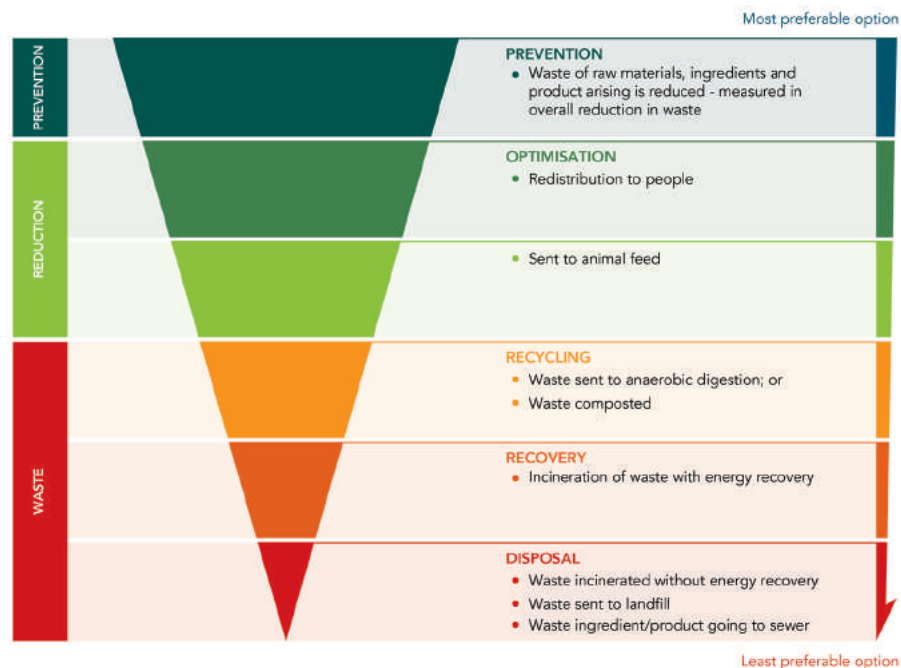 Most preferable option
PREVENTION
PREVENTION
• Waste of raw materials, ingredients and
product arising is reduced - measured in
overall reduction in waste
REDUCTION
OPTIMISATION
• Redistribution to people
• Sent to animal feed
WASTE
RECYCLING
• Waste sent to anaerobic digestion; or
• Waste composted
RECOVERY
• Incineration of waste with energy recovery
DISPOSAL
• Waste incinerated without energy recovery
• Waste sent to landfill
• Waste ingredient/product going to sewer
Least preferable option